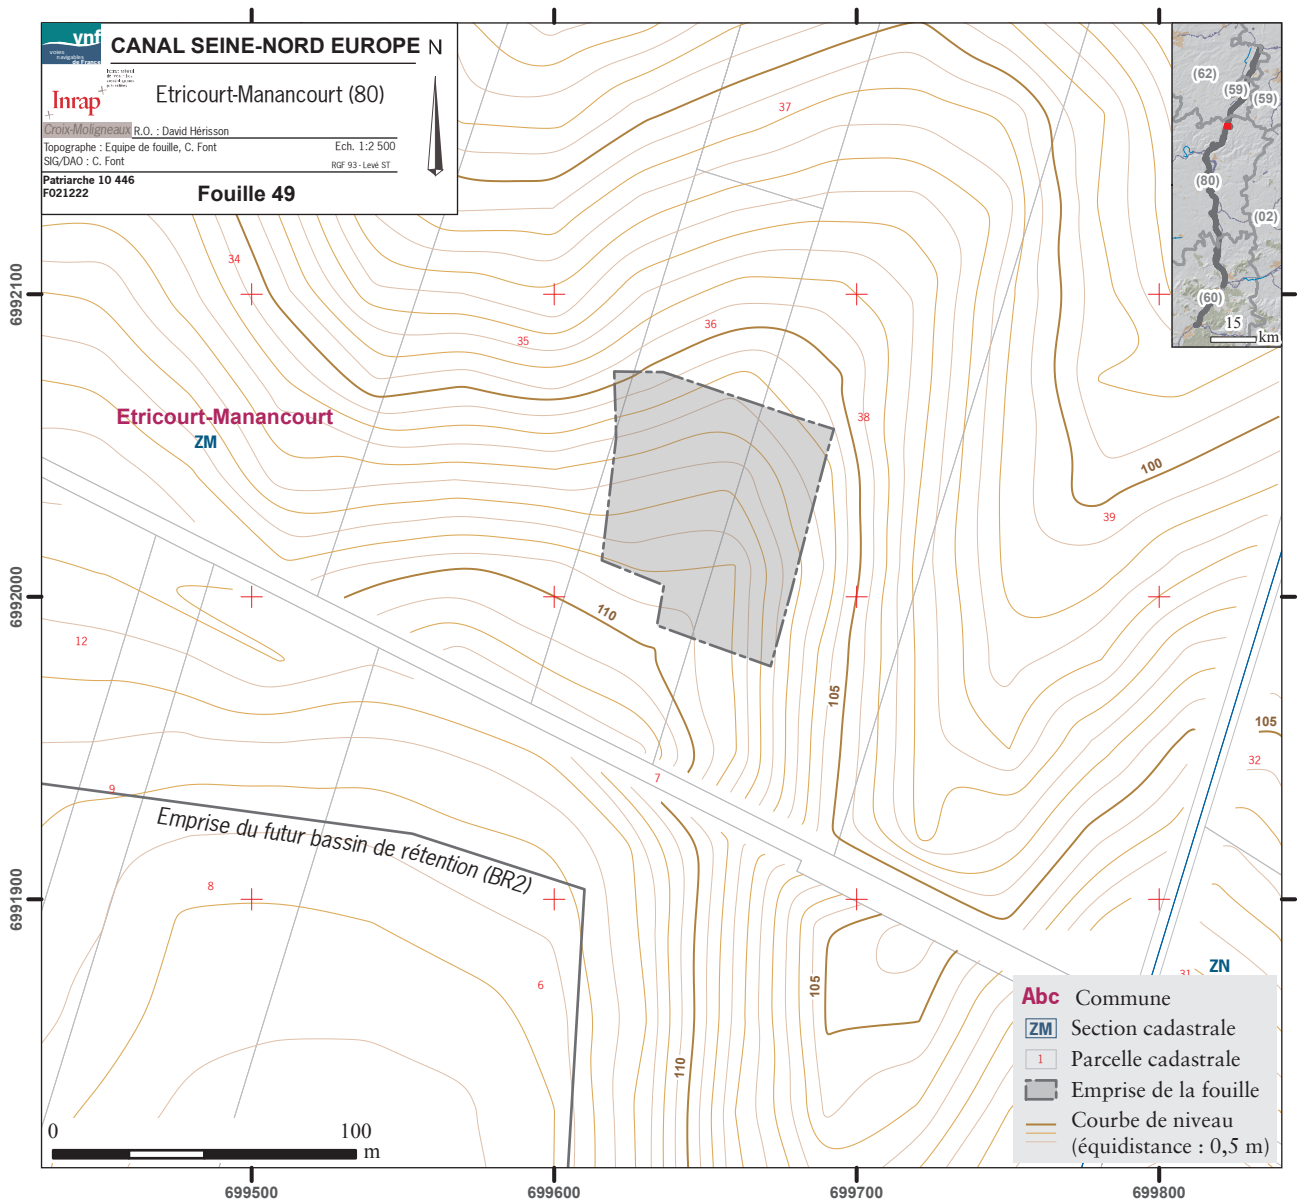 vnf
voies
navigables
de France
CANAL SEINE-NORD EUROPE
N
Inrap
Etricourt-Manancourt (80)
Croix-Moligneaux R.O. : David Hérisson
Topographe : Equipe de fouille, C. Font
Ech. 1:2 500
SIG/DAO : C. Font
RGF 93 - Levé ST
Patriarche 10 446
F021222
Fouille 49
(62)
(59)
(59)
(80)
(02)
(60)
15
km
37
34
36
35
38
39
Etricourt-Manancourt
ZM
100
110
12
105
105
32
7
9
Emprise du futur bassin de rétention (BR2)
8
6
105
110
31
ZN
6992100
6992000
6991900
699500
699600
699700
699800
0
100
m
Abc Commune
ZM Section cadastrale
1 Parcelle cadastrale
Emprise de la fouille
Courbe de niveau
(équidistance : 0,5 m)